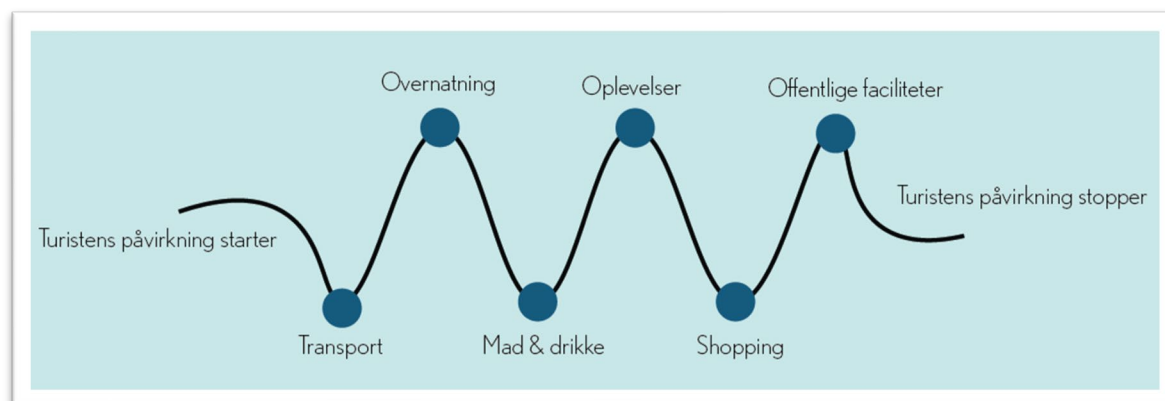 Overnatning
Oplevelser
Offentlige faciliteter
Turistens påvirkning starter
Turistens påvirkning stopper
Transport
Mad & drikke
Shopping